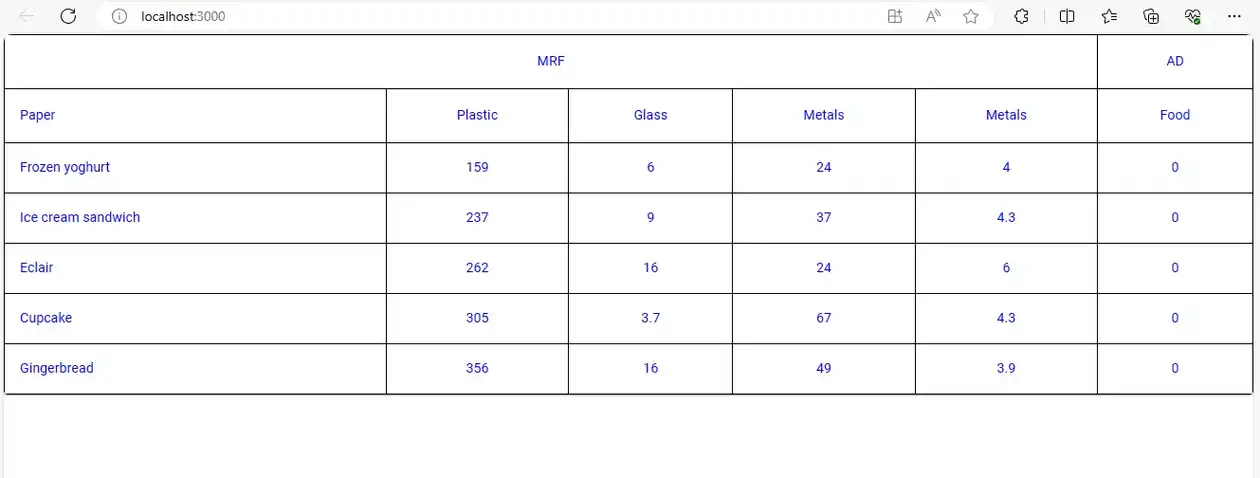 localhost:3000
MRF AD
Paper Plastic Glass Metals Metals Food
Frozen yoghurt 159 6 24 4 0
Ice cream sandwich 237 9 37 4.3 0
Eclair 262 16 24 6 0
Cupcake 305 3.7 67 4.3 0
Gingerbread 356 16 49 3.9 0